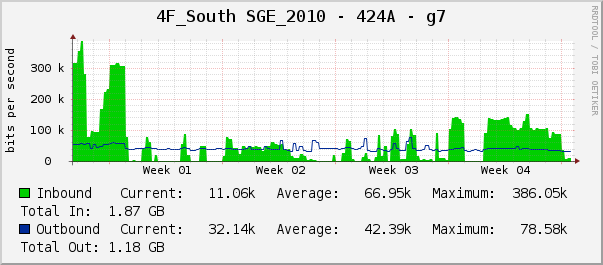 4F_South SGE_2010 - 424A - g7
RRDTOOL / TOBI OETIKER
bits per second
300 k
200 k
100 k
0
Week 01 Week 02 Week 03 Week 04
Inbound Current: 11.06k Average: 66.95k Maximum: 386.05k
Total In: 1.87 GB
Outbound Current: 32.14k Average: 42.39k Maximum: 78.58k
Total Out: 1.18 GB